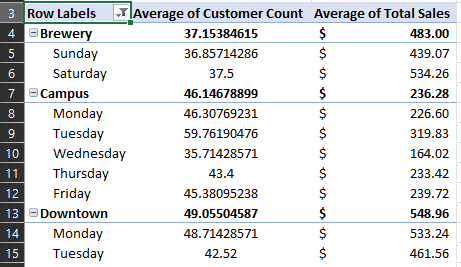 3 Row Labels Average of Customer Count Average of Total Sales
4 Brewery 37.15384615 $ 483.00
5 Sunday 36.85714286 $ 439.07
6 Saturday 37.5 $ 534.26
7 Campus 46.14678899 $ 236.28
8 Monday 46.30769231 $ 226.60
9 Tuesday 59.76190476 $ 319.83
10 Wednesday 35.71428571 $ 164.02
11 Thursday 43.4 $ 233.42
12 Friday 45.38095238 $ 239.72
13 Downtown 49.05504587 $ 548.96
14 Monday 48.71428571 $ 533.24
15 Tuesday 42.52 $ 461.56